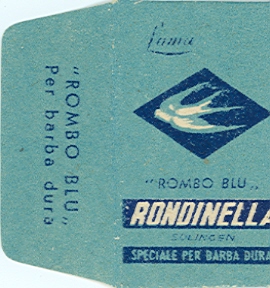 Lama
"ROMBO BLU"
RONDINELLA
SOLINGEN
SPECIALE PER BARBA DURA
"ROMBO BLU"
Per barba dura